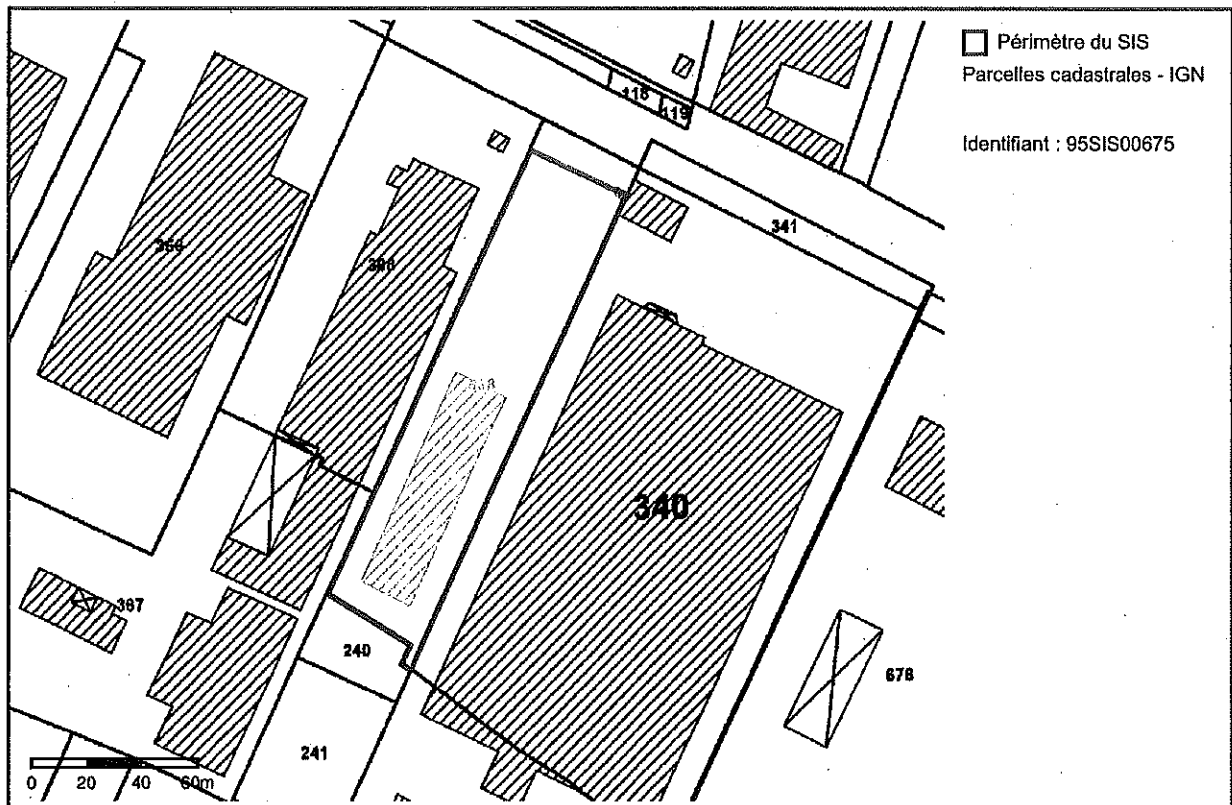 Périmètre du SIS
Parcelles cadastrales - IGN
Identifiant : 95SIS00675
118
119
341
340
367
240
241
678
0 20 40 60m